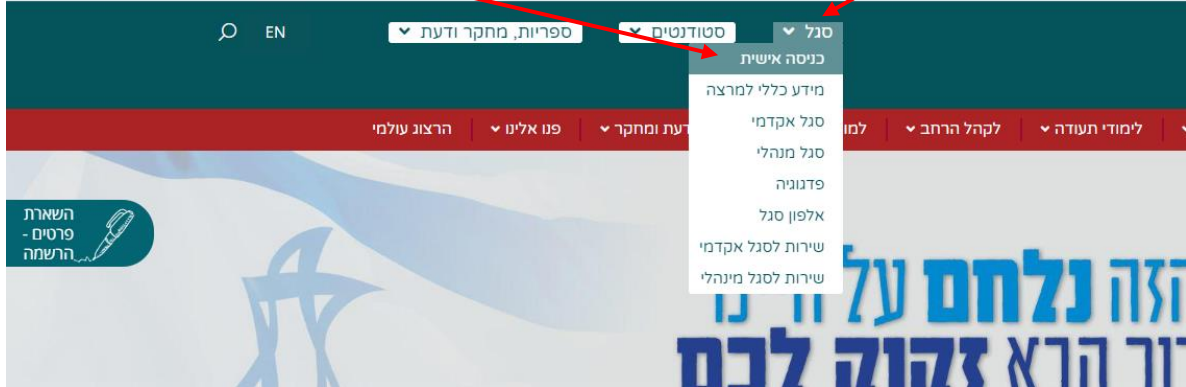 סגל
סטודנטים
ספריות, מחקר ודעת
EN
כניסה אישית
מידע כללי למרצה
סגל אקדמי
סגל מנהלי
פדגוגיה
אלפון סגל
שירות לסגל אקדמי
שירות לסגל מינהלי
לימודי תעודה
לקהל הרחב
דעת ומחקר
פנו אלינו
הרצוג עולמי
השארת
פרטים -
הרשמה
הזה נלחם
זקוק לכם